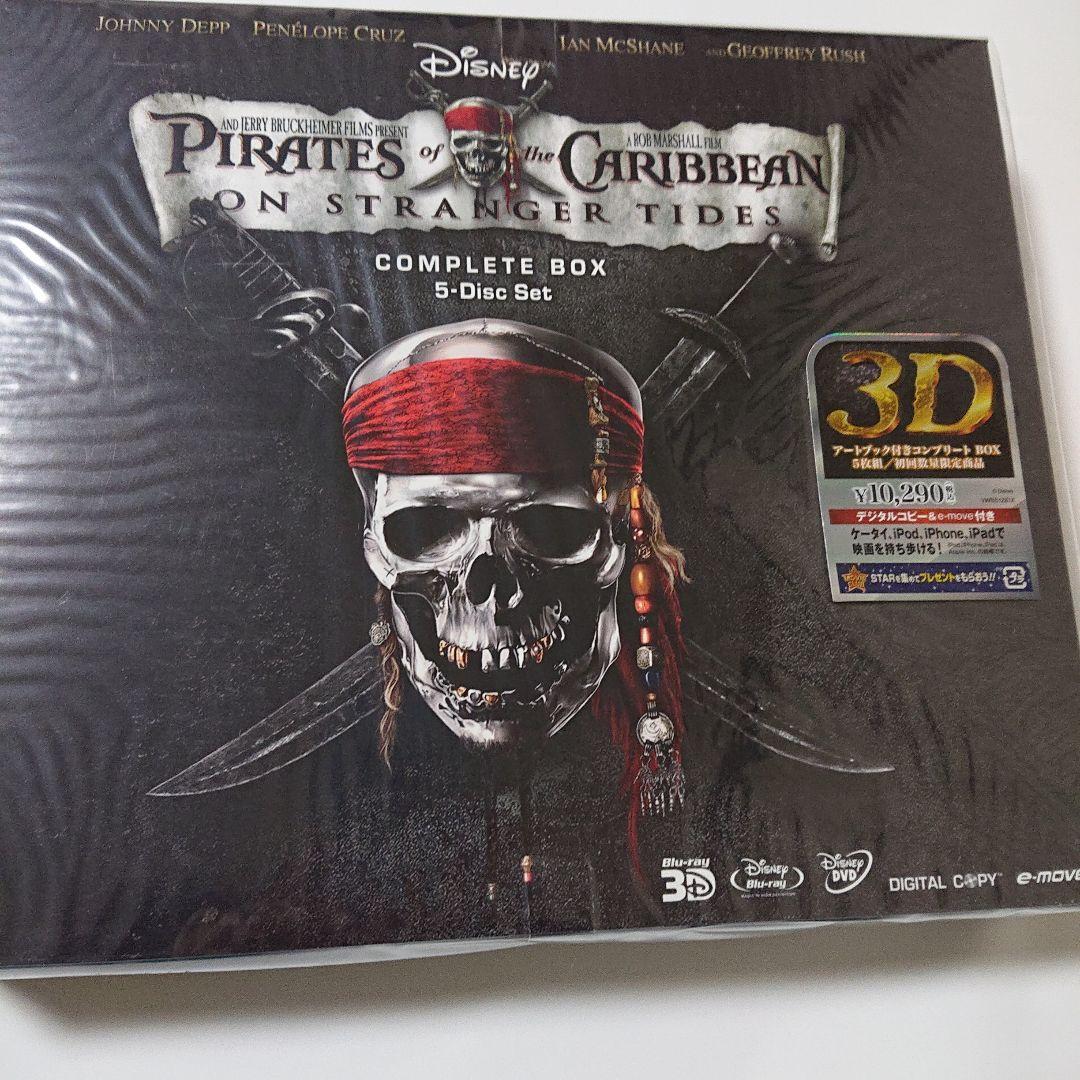 JOHNNY DEPP PENÉLOPE CRUZ IAN MCSHANE AND GEOFFREY RUSH
DISNEY
AND JERRY BRUCKHEIMER FILMS PRESENT
A ROB MARSHALL FILM
PIRATES of the CARIBBEAN
ON STRANGER TIDES
COMPLETE BOX
5-Disc Set
3D
アートブック付きコンプリート BOX
5枚組/初回数量限定商品
¥10,290 税込
© Disney
デジタルコピー&e-move付き
ケータイ、iPod、iPhone、iPadで
映画を持ち歩ける!
STARを集めてプレゼントをもらおう!!
Blu-ray 3D
Disney Blu-ray
Disney DVD
DIGITAL COPY™
e-move